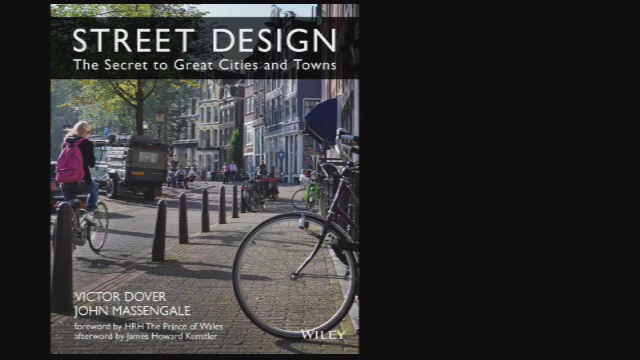 STREET DESIGN
The Secret to Great Cities and Towns
VICTOR DOVER
JOHN MASSENGALE
foreword by HRH The Prince of Wales
afterword by James Howard Kunstler
WILEY